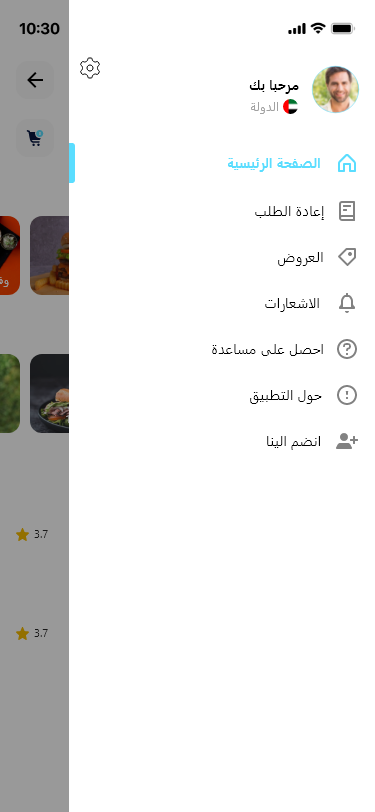 10:30
مرحبا بك
الدولة
الصفحة الرئيسية
إعادة الطلب
العروض
الاشعارات
احصل على مساعدة
حول التطبيق
انضم الينا
3.7
3.7